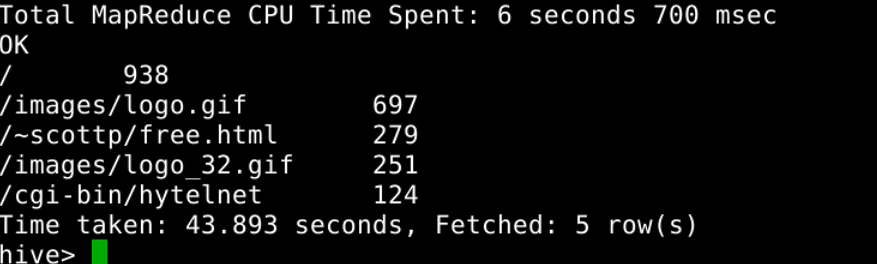 Total MapReduce CPU Time Spent: 6 seconds 700 msec
OK
/       938
/images/logo.gif        697
/~scottp/free.html      279
/images/logo_32.gif     251
/cgi-bin/hytelnet       124
Time taken: 43.893 seconds, Fetched: 5 row(s)
hive>